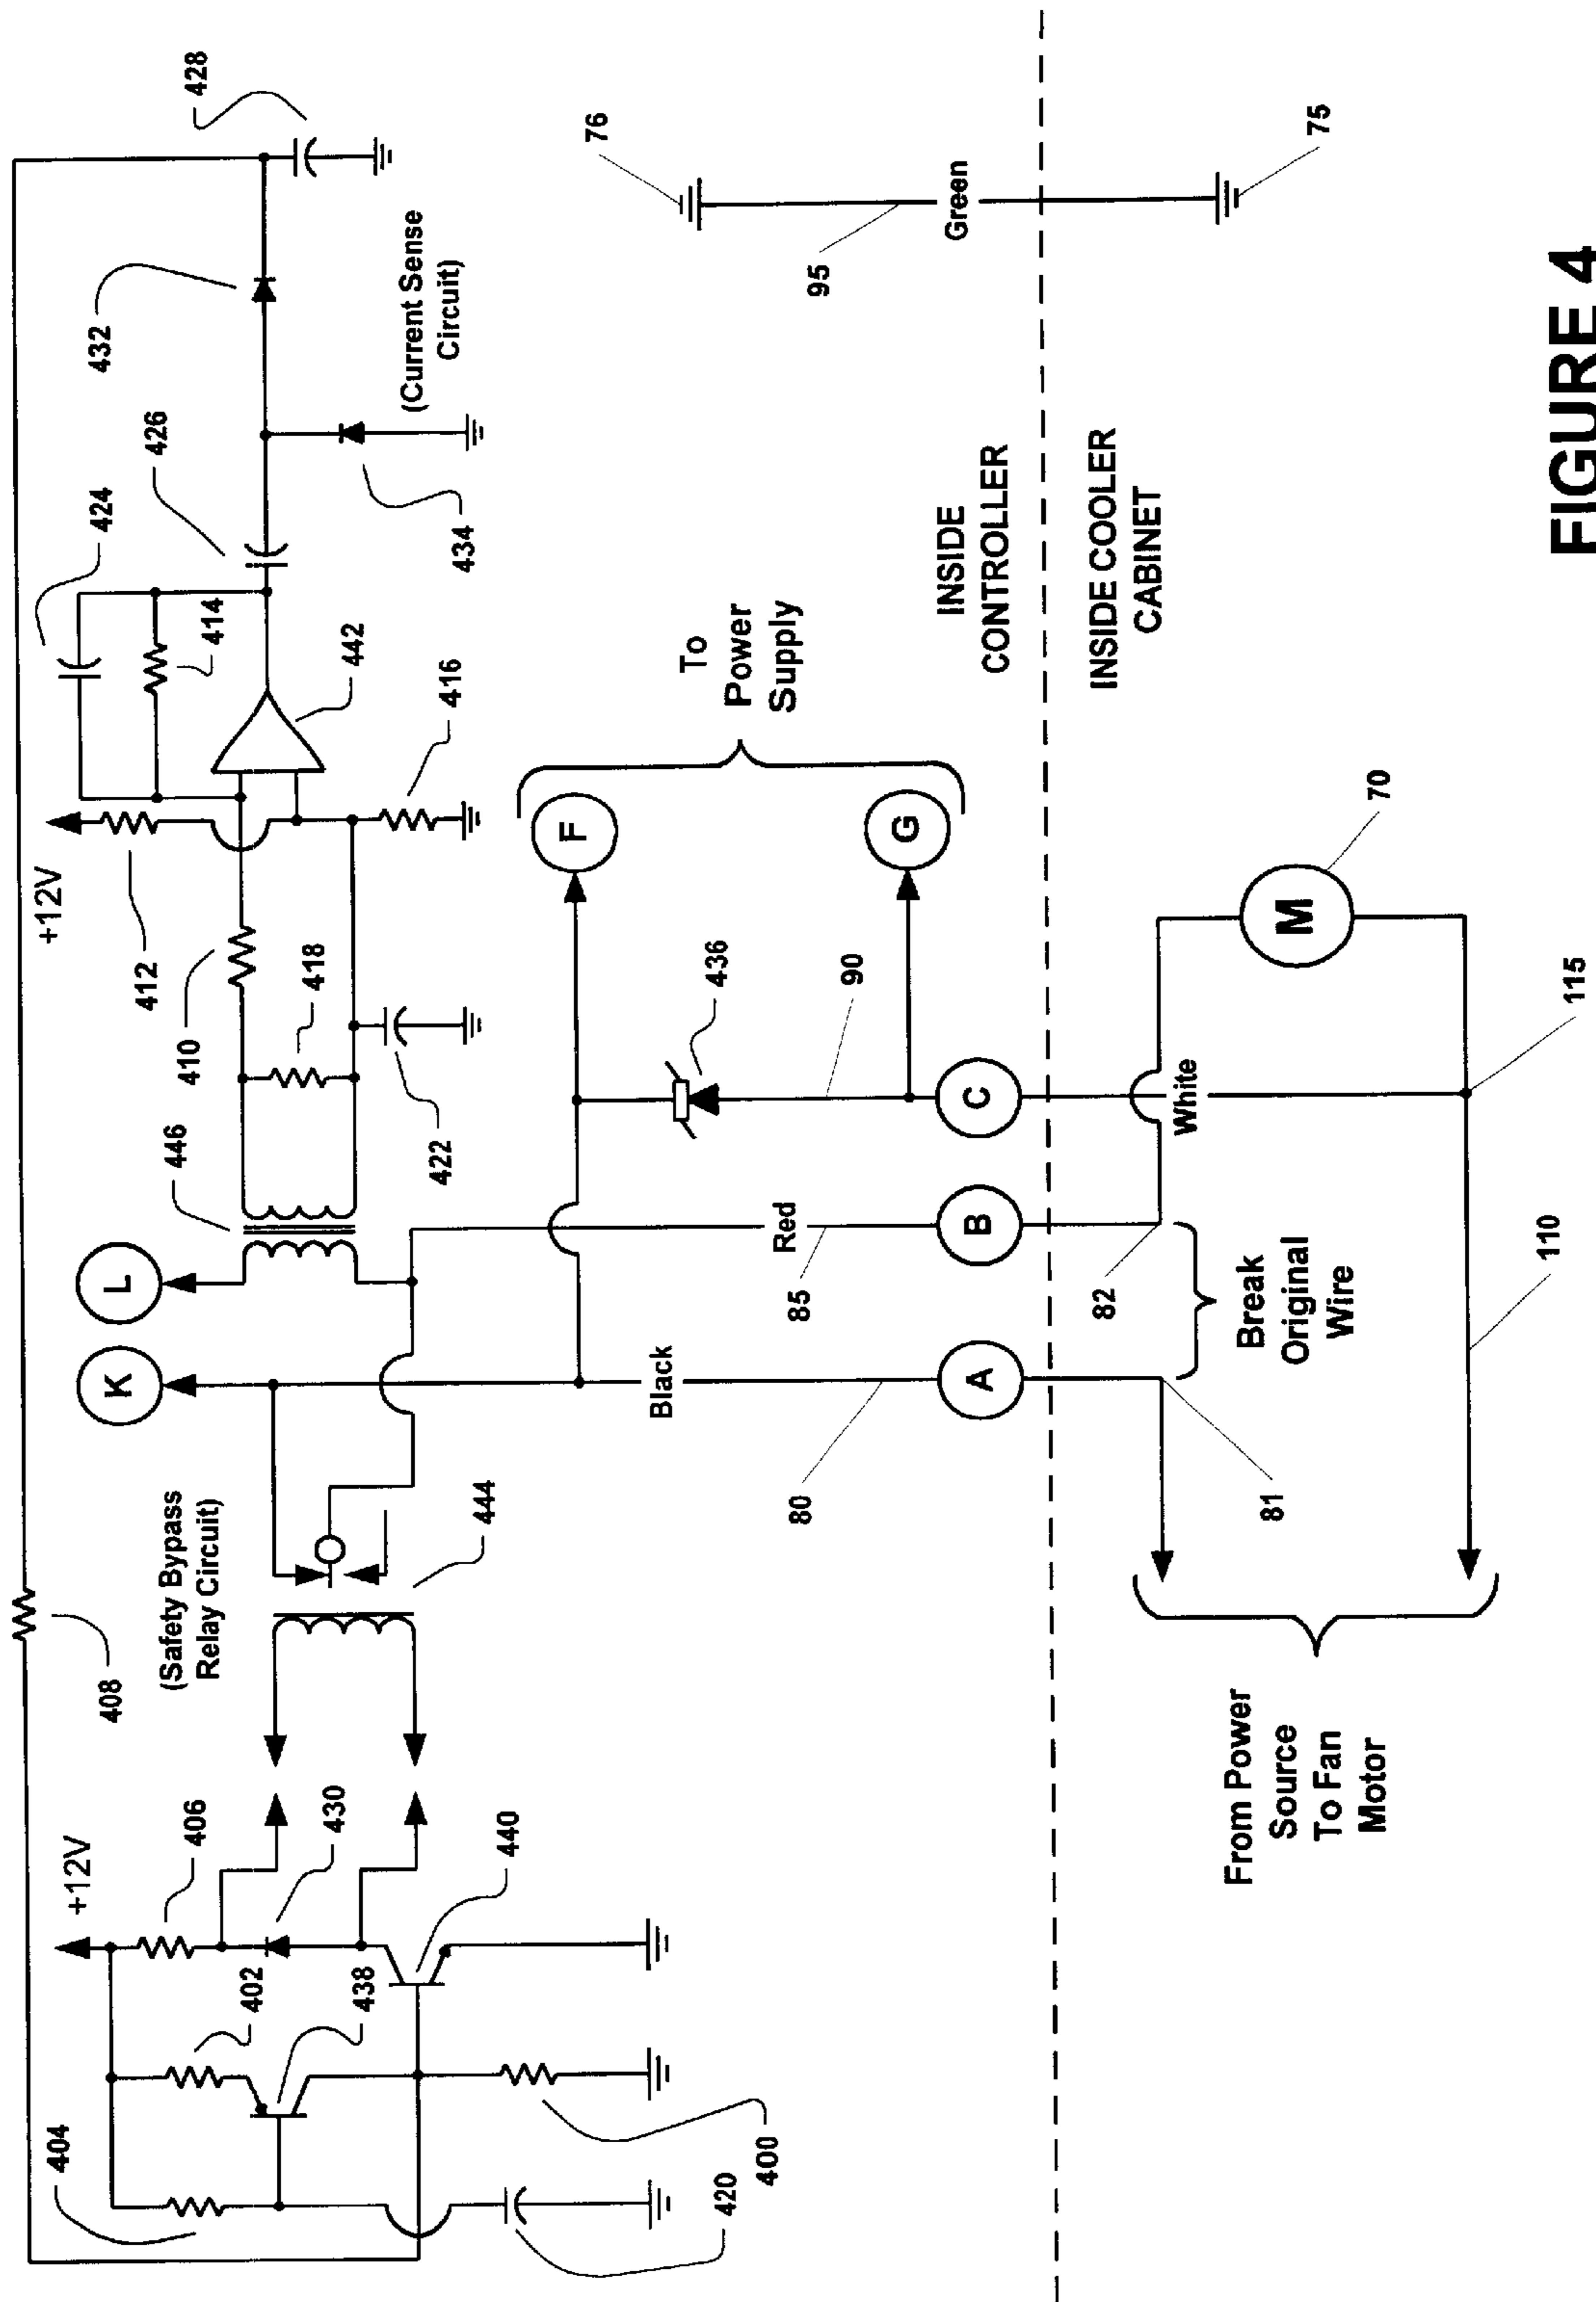 428
432
(Current Sense
Circuit)
426
424
434
414
442
416
+12V
412
410
418
446
422
L
K
(Safety Bypass
Relay Circuit)
444
408
+12V
406
430
440
402
438
404
400
420
76
95
Green
75
F
G
To
Power
Supply
436
90
INSIDE
CONTROLLER
INSIDE COOLER
CABINET
C
B
A
Red
85
Black
80
White
M
70
115
82
81
Break
Original
Wire
110
From Power
Source
To Fan
Motor
FIGURE 4